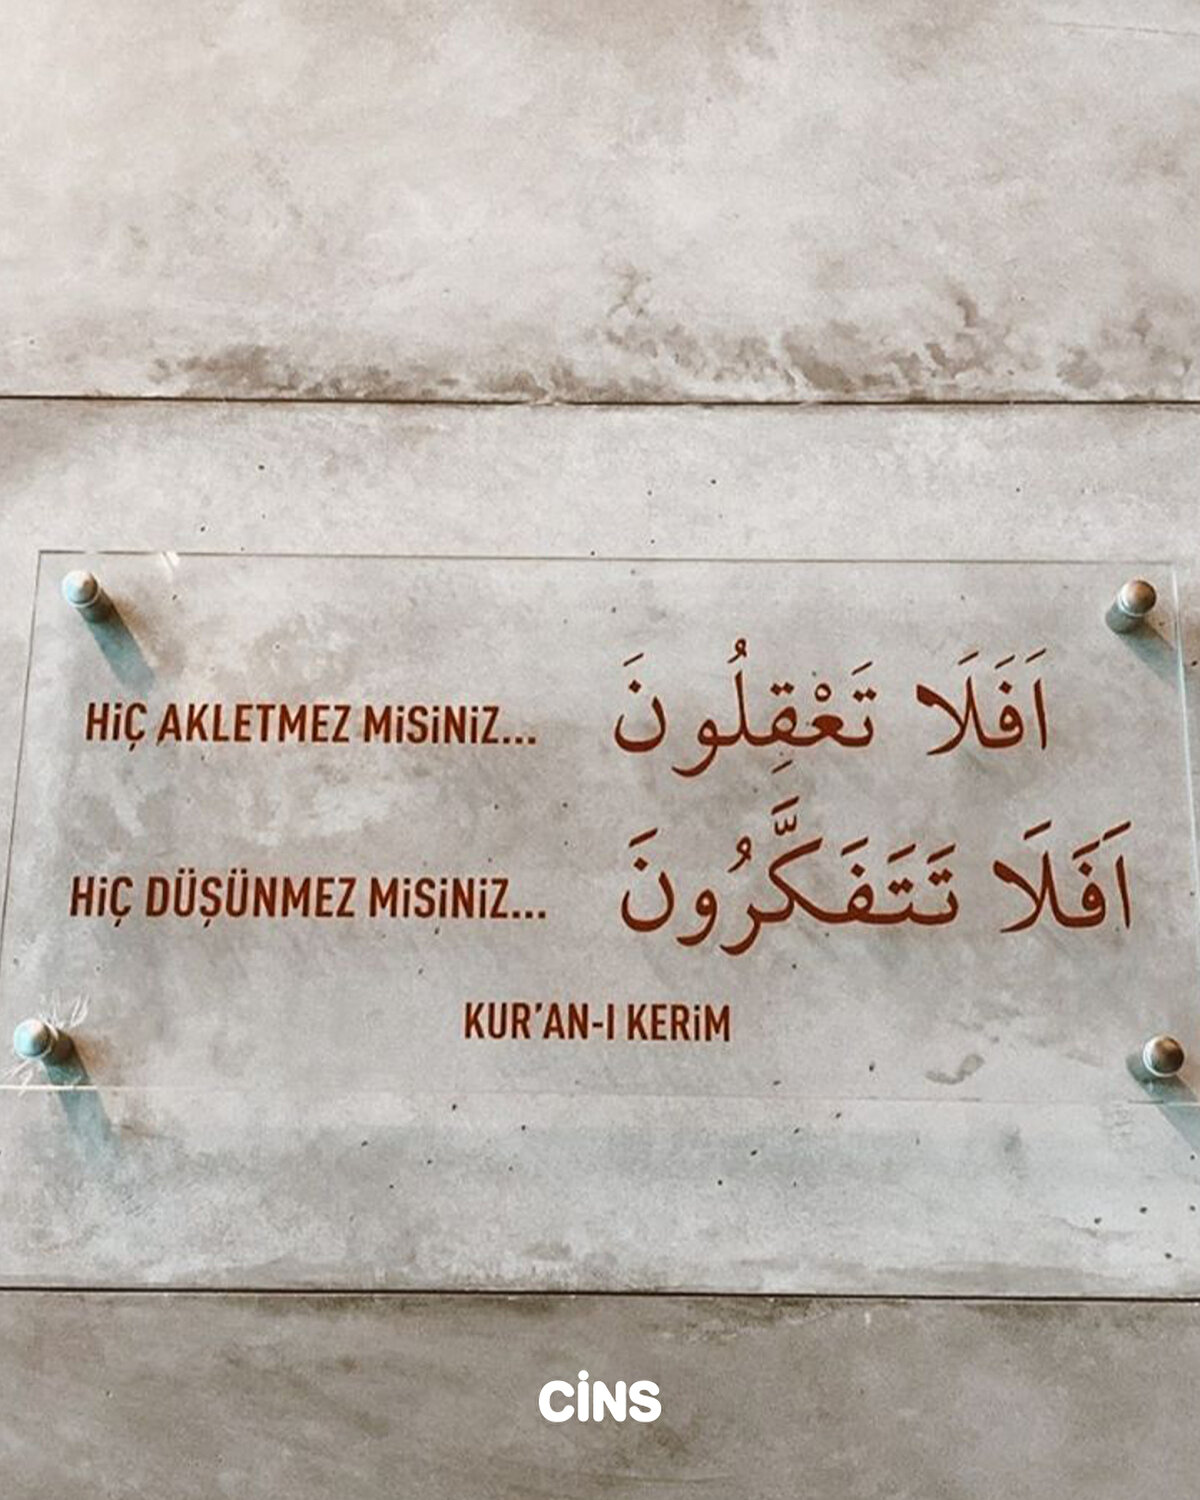 HİÇ AKLETMEZ MİSİNİZ...
اَفَلَا تَعْقِلُونَ
HİÇ DÜŞÜNMEZ MİSİNİZ...
اَفَلَا تَتَفَكَّرُونَ
KUR'AN-I KERİM
CİNS